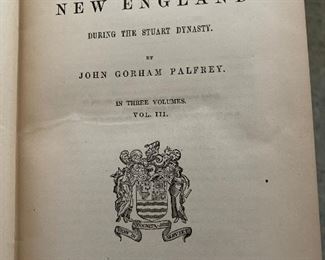 NEW ENGLAND
DURING THE STUART DYNASTY.
BY
JOHN GORHAM PALFREY.
IN THREE VOLUMES.
VOL. III.